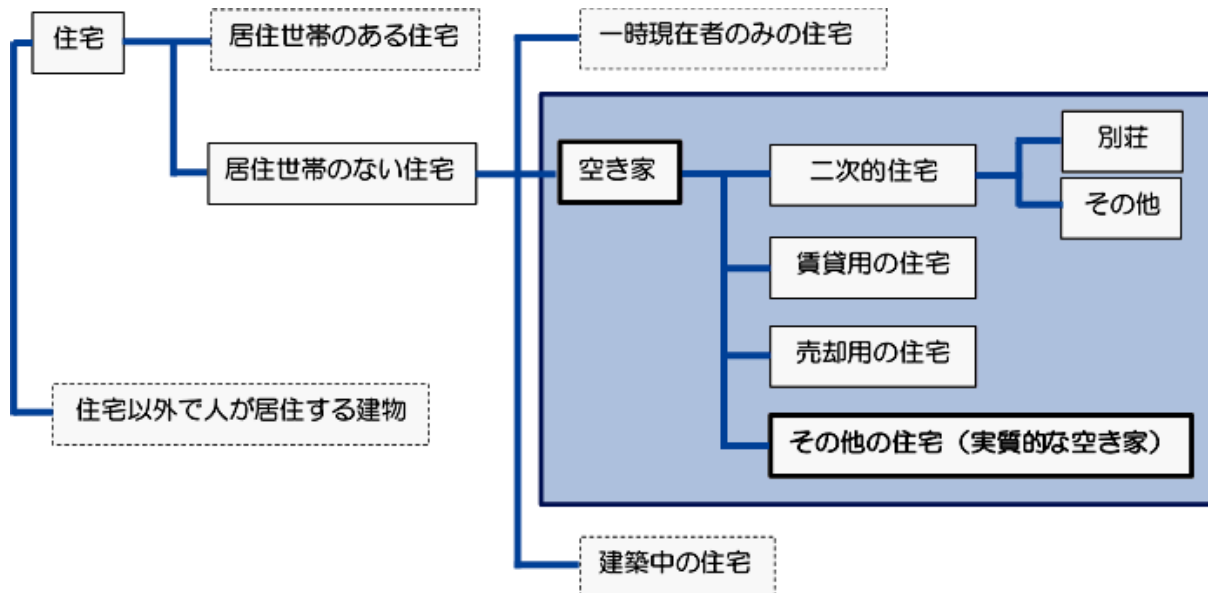 住宅
居住世帯のある住宅
一時現在者のみの住宅
居住世帯のない住宅
空き家
二次的住宅
別荘
その他
賃貸用の住宅
売却用の住宅
住宅以外で人が居住する建物
その他の住宅（実質的な空き家）
建築中の住宅